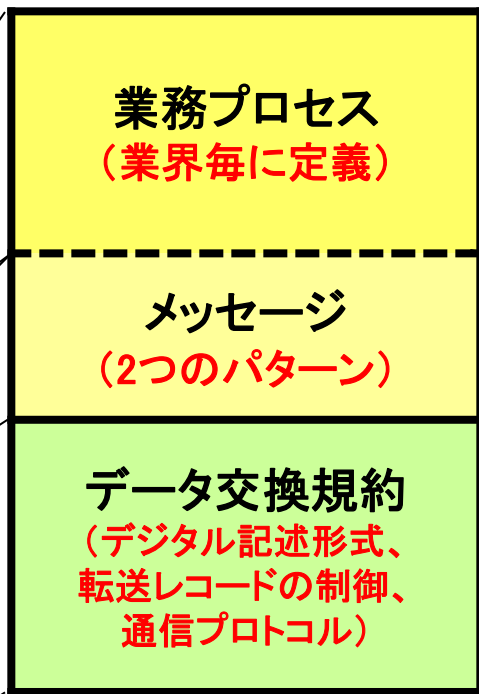 業務プロセス
（業界毎に定義）
メッセージ
（2つのパターン）
データ交換規約
（デジタル記述形式、
転送レコードの制御、
通信プロトコル）